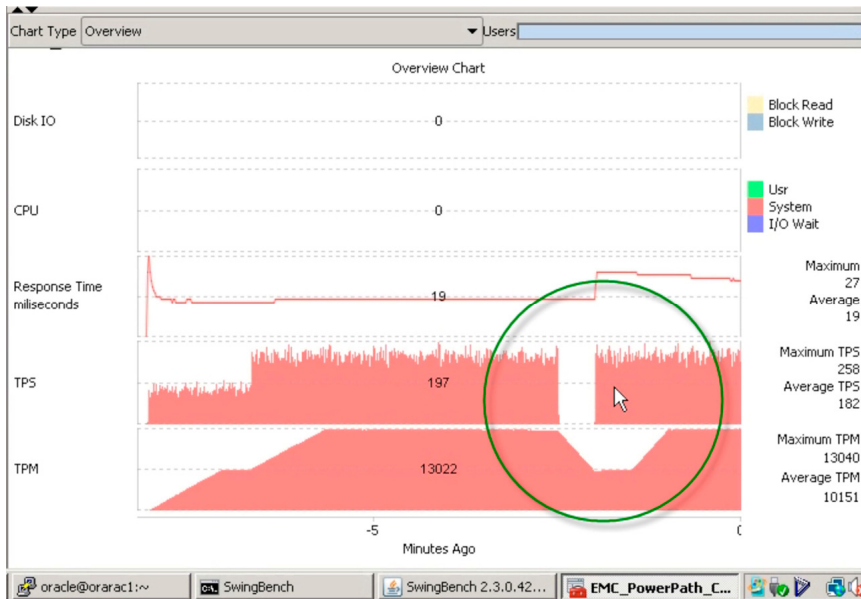 Chart Type Overview Users
Overview Chart
Disk IO
0
Block Read
Block Write
CPU
0
Usr
System
I/O Wait
Response Time
miliseconds
19
Maximum
27
Average
19
TPS
197
Maximum TPS
258
Average TPS
182
TPM
13022
Maximum TPM
13040
Average TPM
10151
-5
0
Minutes Ago
oracle@orarac1:~
SwingBench
SwingBench 2.3.0.42...
EMC_PowerPath_C...